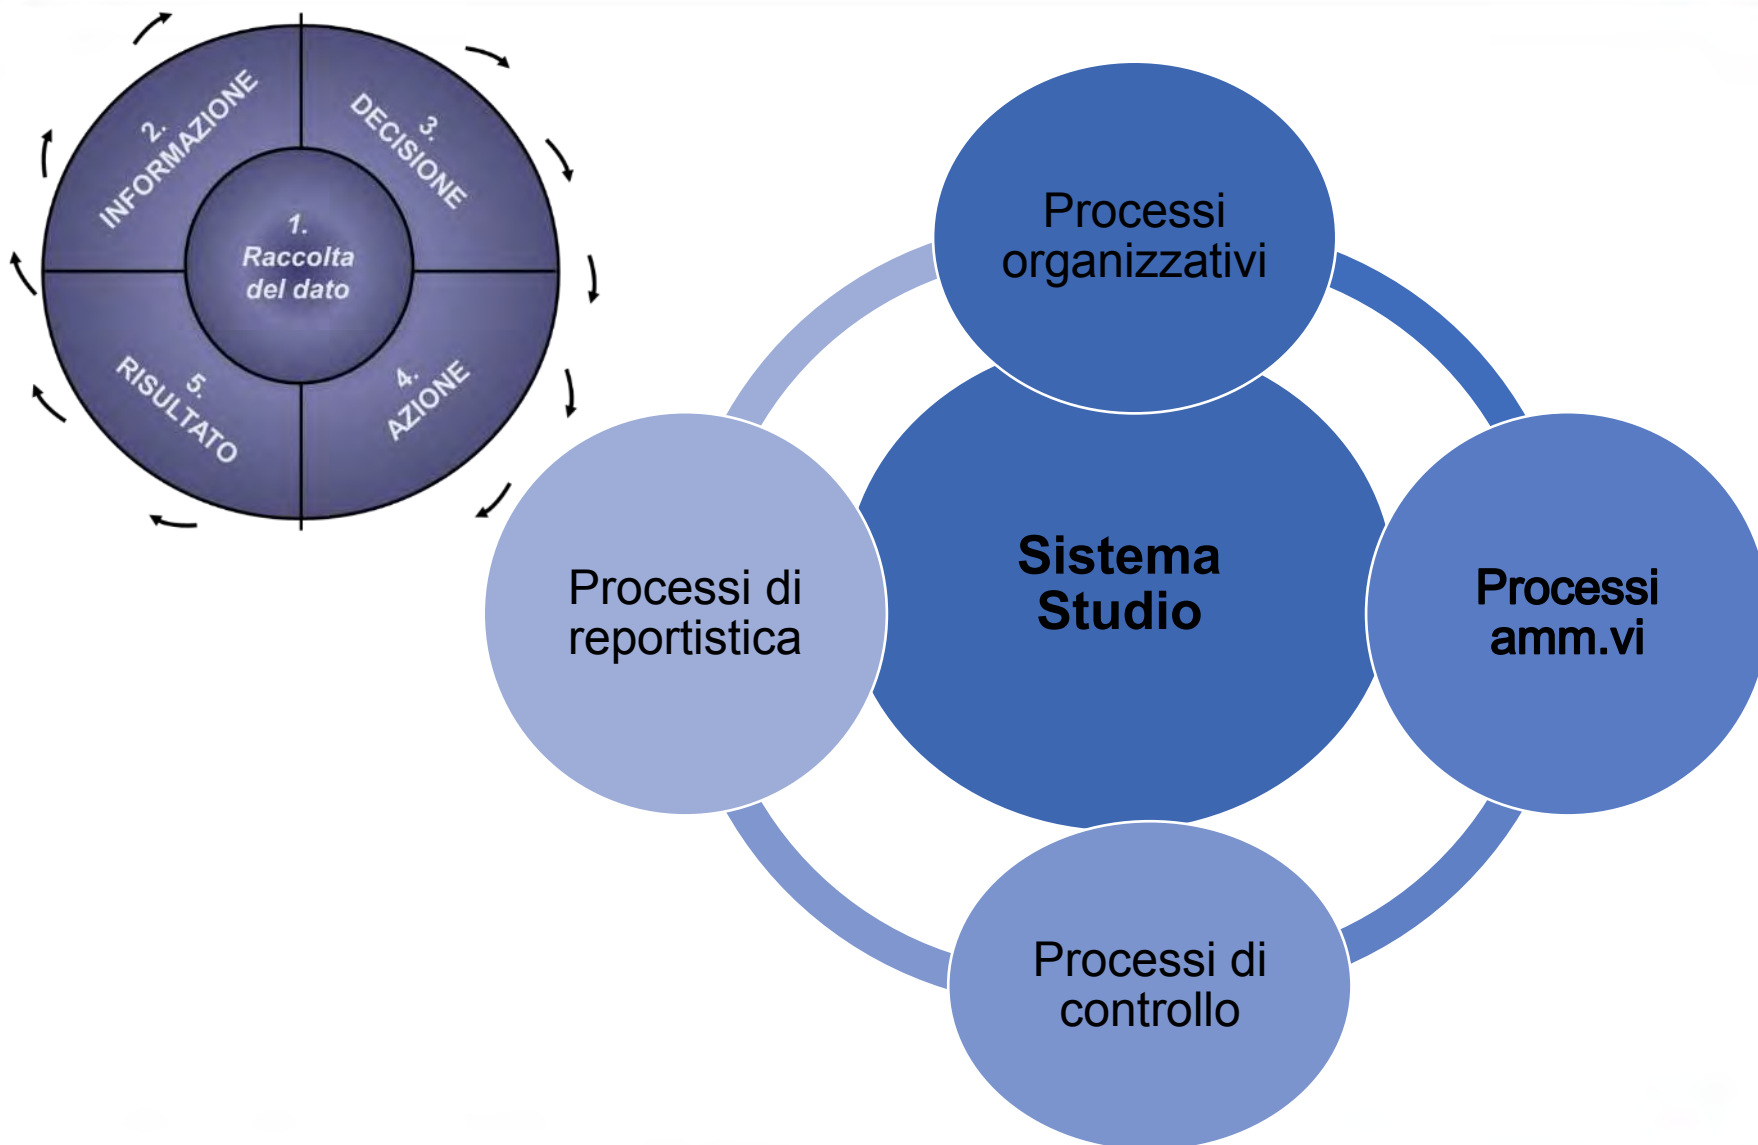 1.
Raccolta
del dato
2.
INFORMAZIONE
3.
DECISIONE
4.
AZIONE
5.
RISULTATO
Processi
organizzativi
Sistema
Studio
Processi
amm.vi
Processi di
controllo
Processi di
reportistica